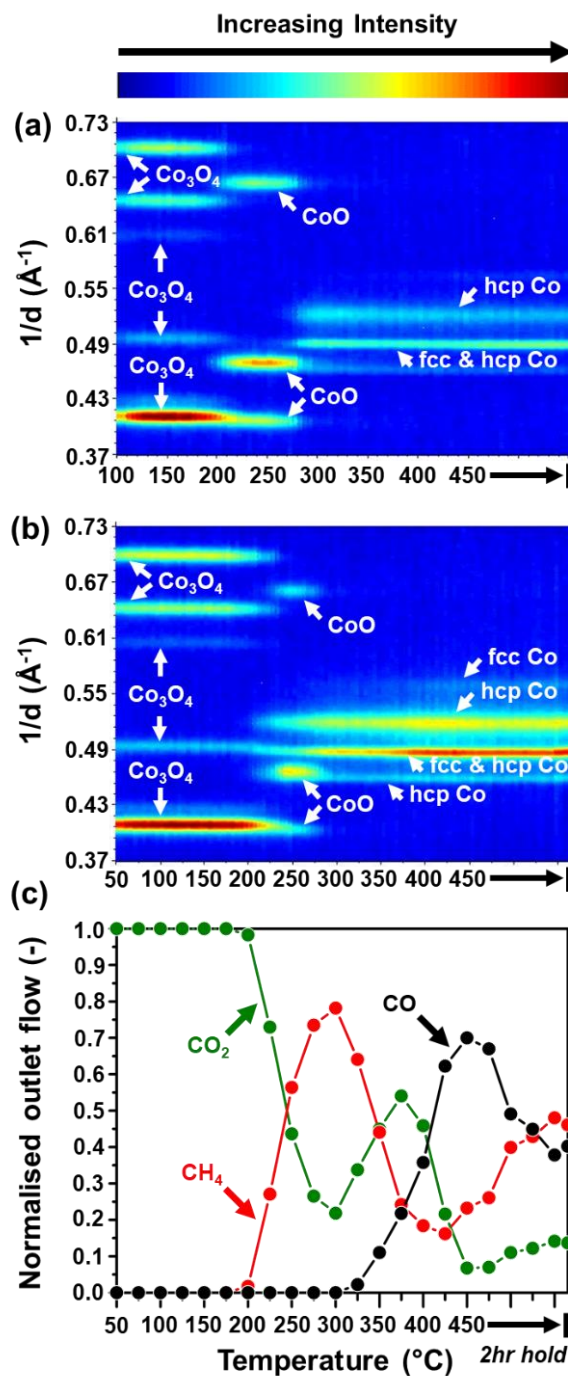 Increasing Intensity
(a)
0.73
0.67
0.61
0.55
0.49
0.43
0.37
1/d (Å⁻¹)
Co₃O₄
CoO
Co₃O₄
hcp Co
Co₃O₄
fcc & hcp Co
CoO
100 150 200 250 300 350 400 450
(b)
0.73
0.67
0.61
0.55
0.49
0.43
0.37
1/d (Å⁻¹)
Co₃O₄
CoO
fcc Co
Co₃O₄
hcp Co
Co₃O₄
fcc & hcp Co
CoO
hcp Co
50 100 150 200 250 300 350 400 450
(c)
1.0
0.9
0.8
0.7
0.6
0.5
0.4
0.3
0.2
0.1
0.0
Normalised outlet flow (-)
CO
CO₂
CH₄
50 100 150 200 250 300 350 400 450
Temperature (°C)
2hr hold